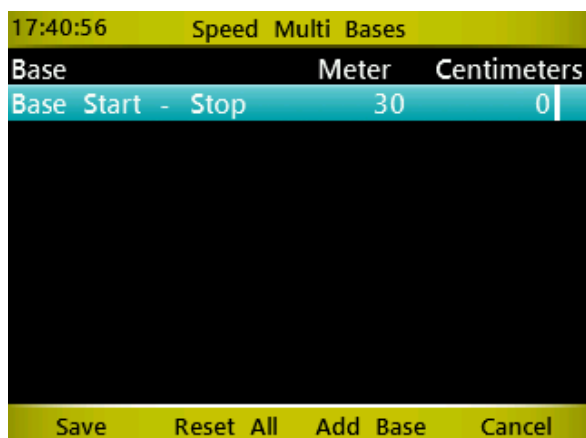 17:40:56 Speed Multi Bases
Base Meter Centimeters
Base Start - Stop 30 0
Save Reset All Add Base Cancel